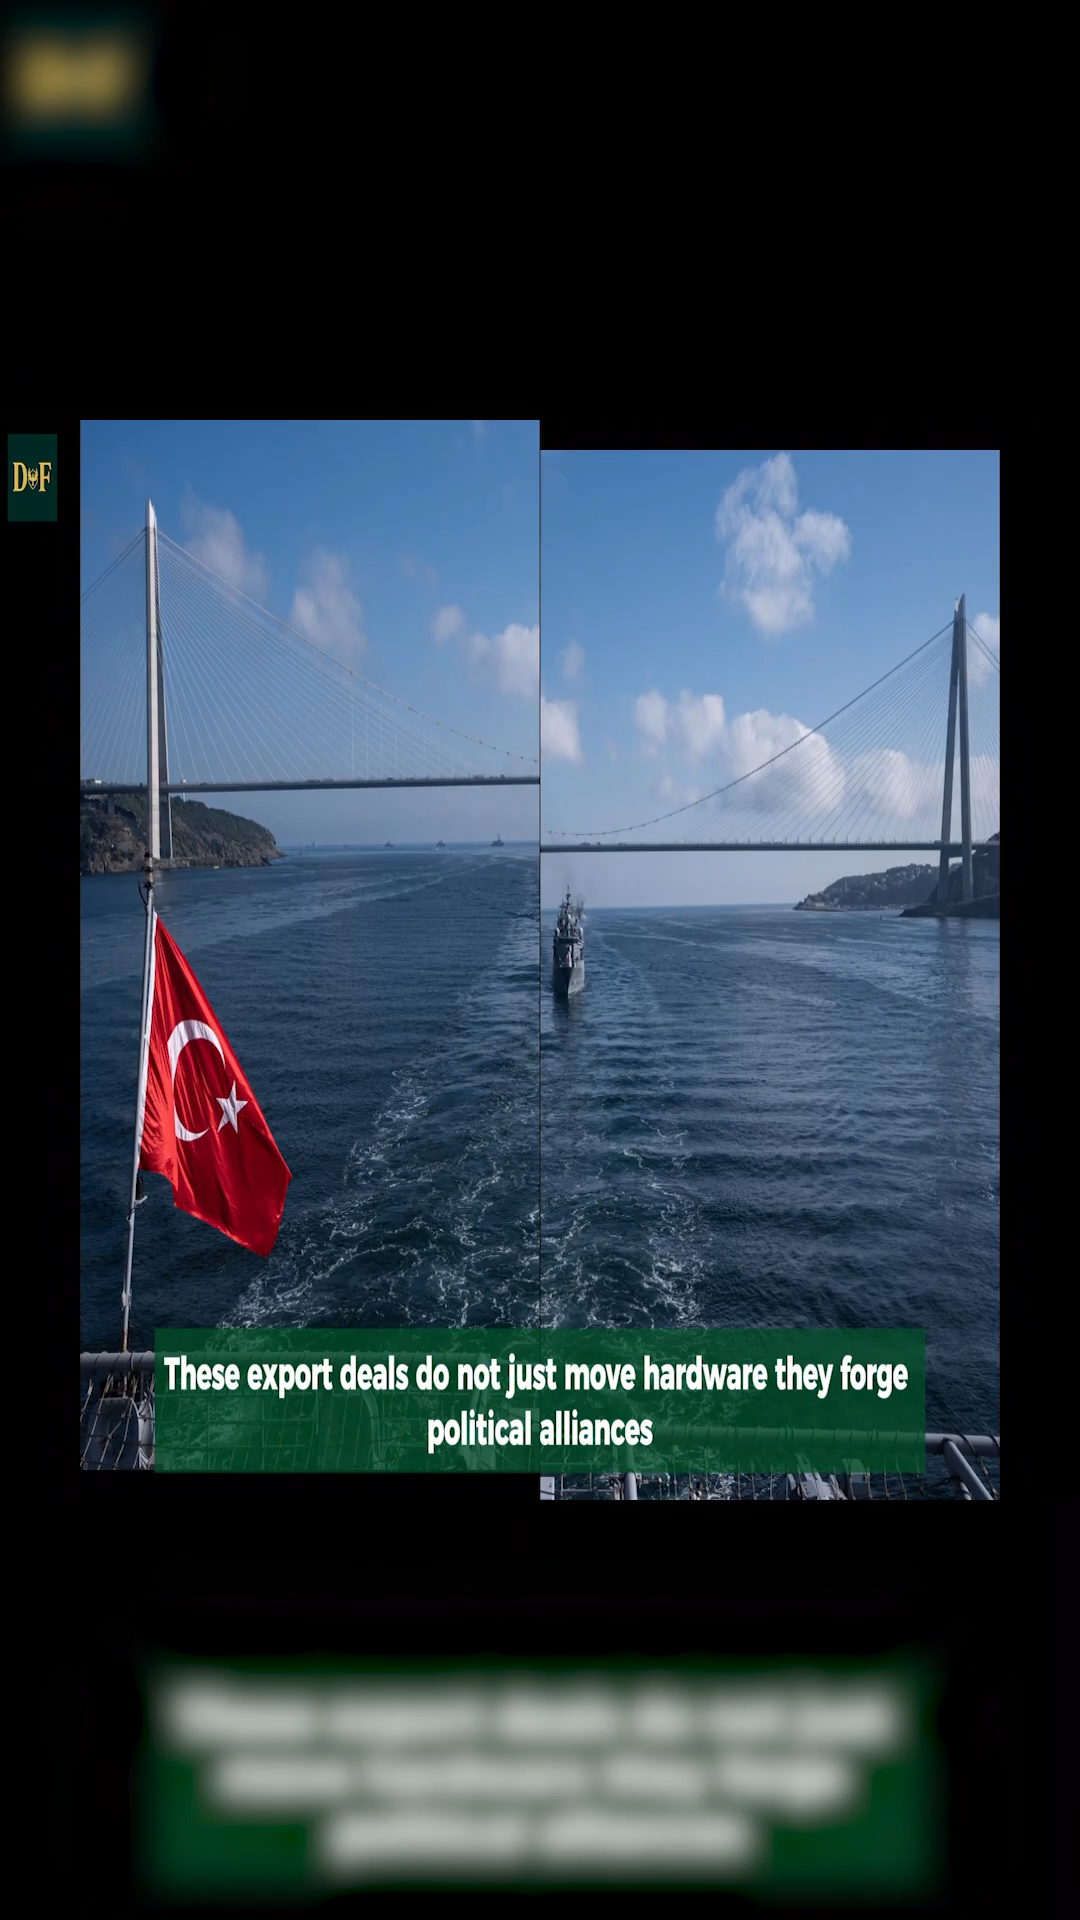 D F
These export deals do not just move hardware they forge
political alliances